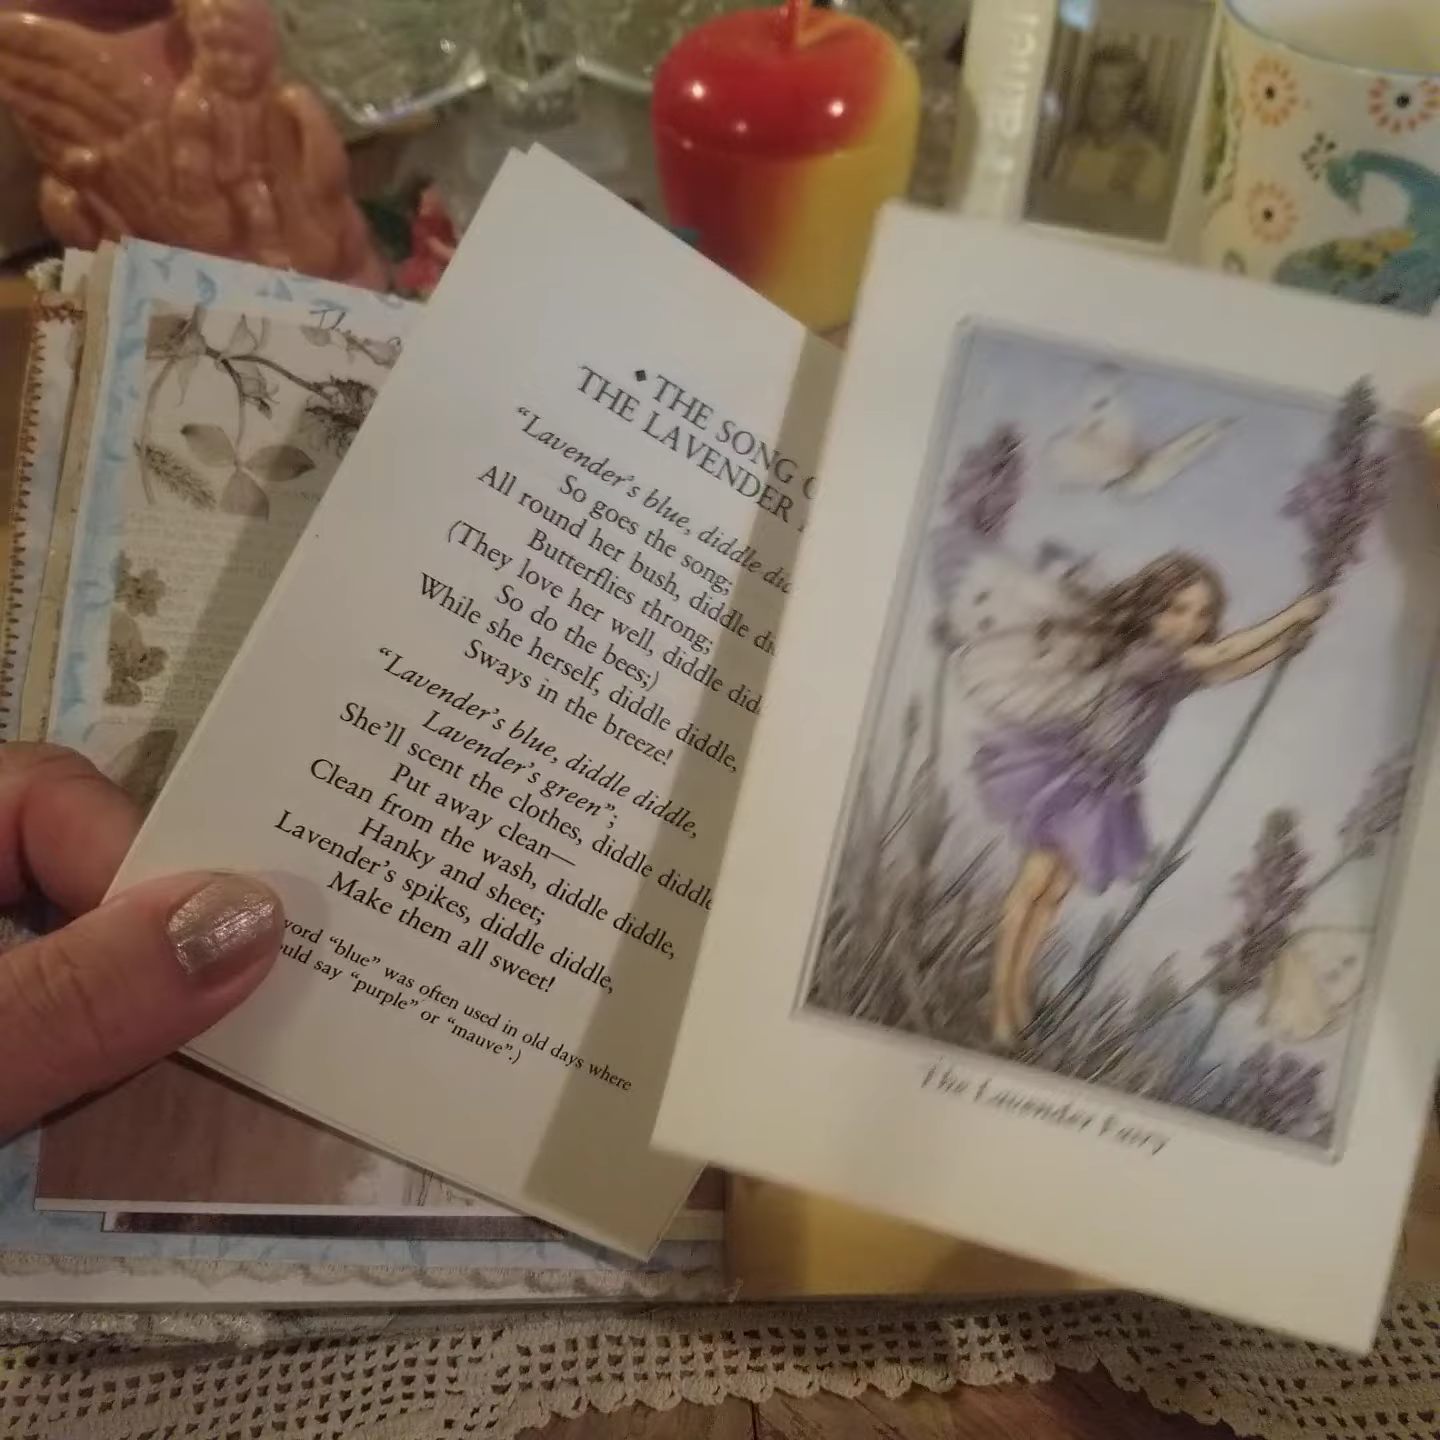 ◆ THE SONG
THE LAVENDER
“Lavender’s blue, diddle
So goes the song;
All round her bush, diddle
Butterflies throng;
(They love her well, diddle
So do the bees;)
While she herself, diddle diddle,
Sways in the breeze!
“Lavender’s blue, diddle diddle,
Lavender’s green”;
She’ll scent the clothes, diddle diddle
Put away clean—
Clean from the wash, diddle diddle,
Hanky and sheet;
Lavender’s spikes, diddle diddle,
Make them all sweet!
word “blue” was often used in old days where
say “purple” or “mauve”.)
The Lavender Fairy